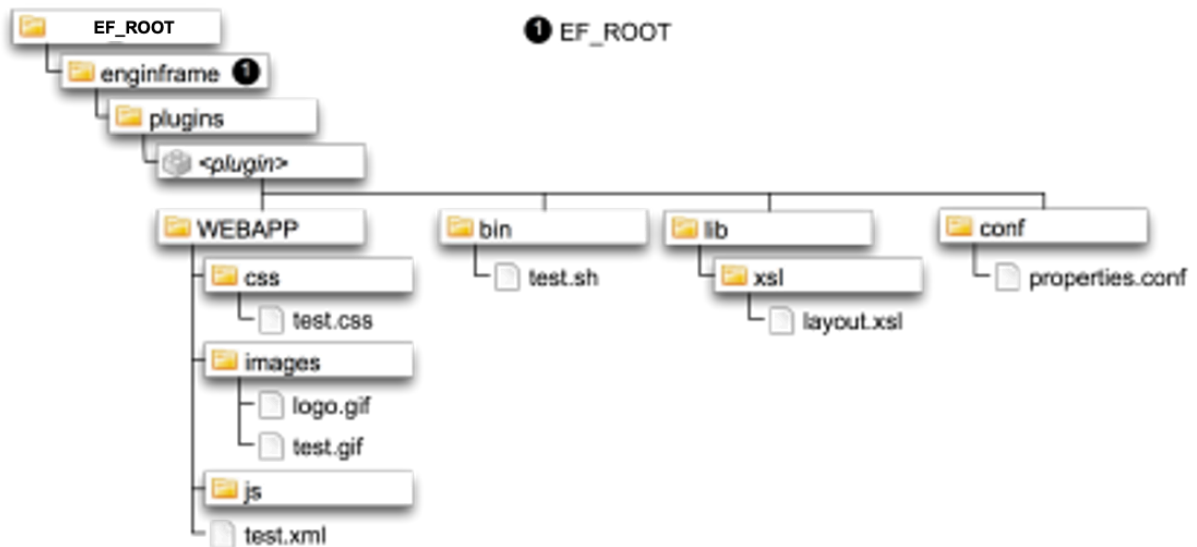 EF_ROOT
1 EF_ROOT
enginframe 1
plugins
<plugin>
WEBAPP
bin
lib
conf
css
test.sh
xsl
properties.conf
test.css
layout.xsl
images
logo.gif
test.gif
js
test.xml